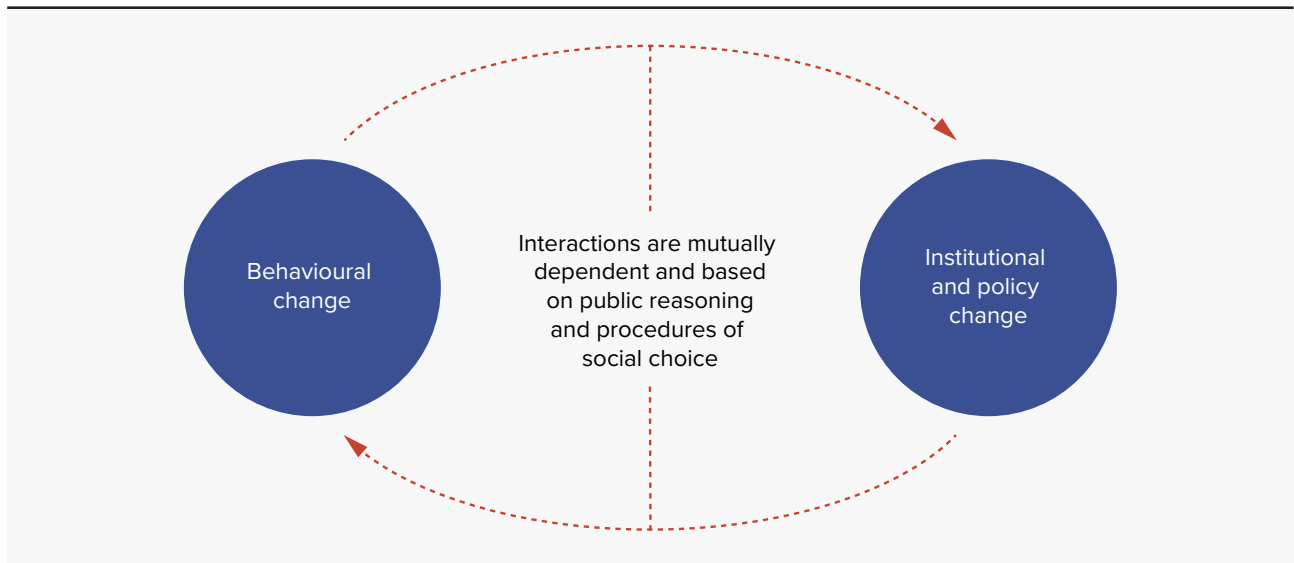 Behavioural
change
Interactions are mutually
dependent and based
on public reasoning
and procedures of
social choice
Institutional
and policy
change